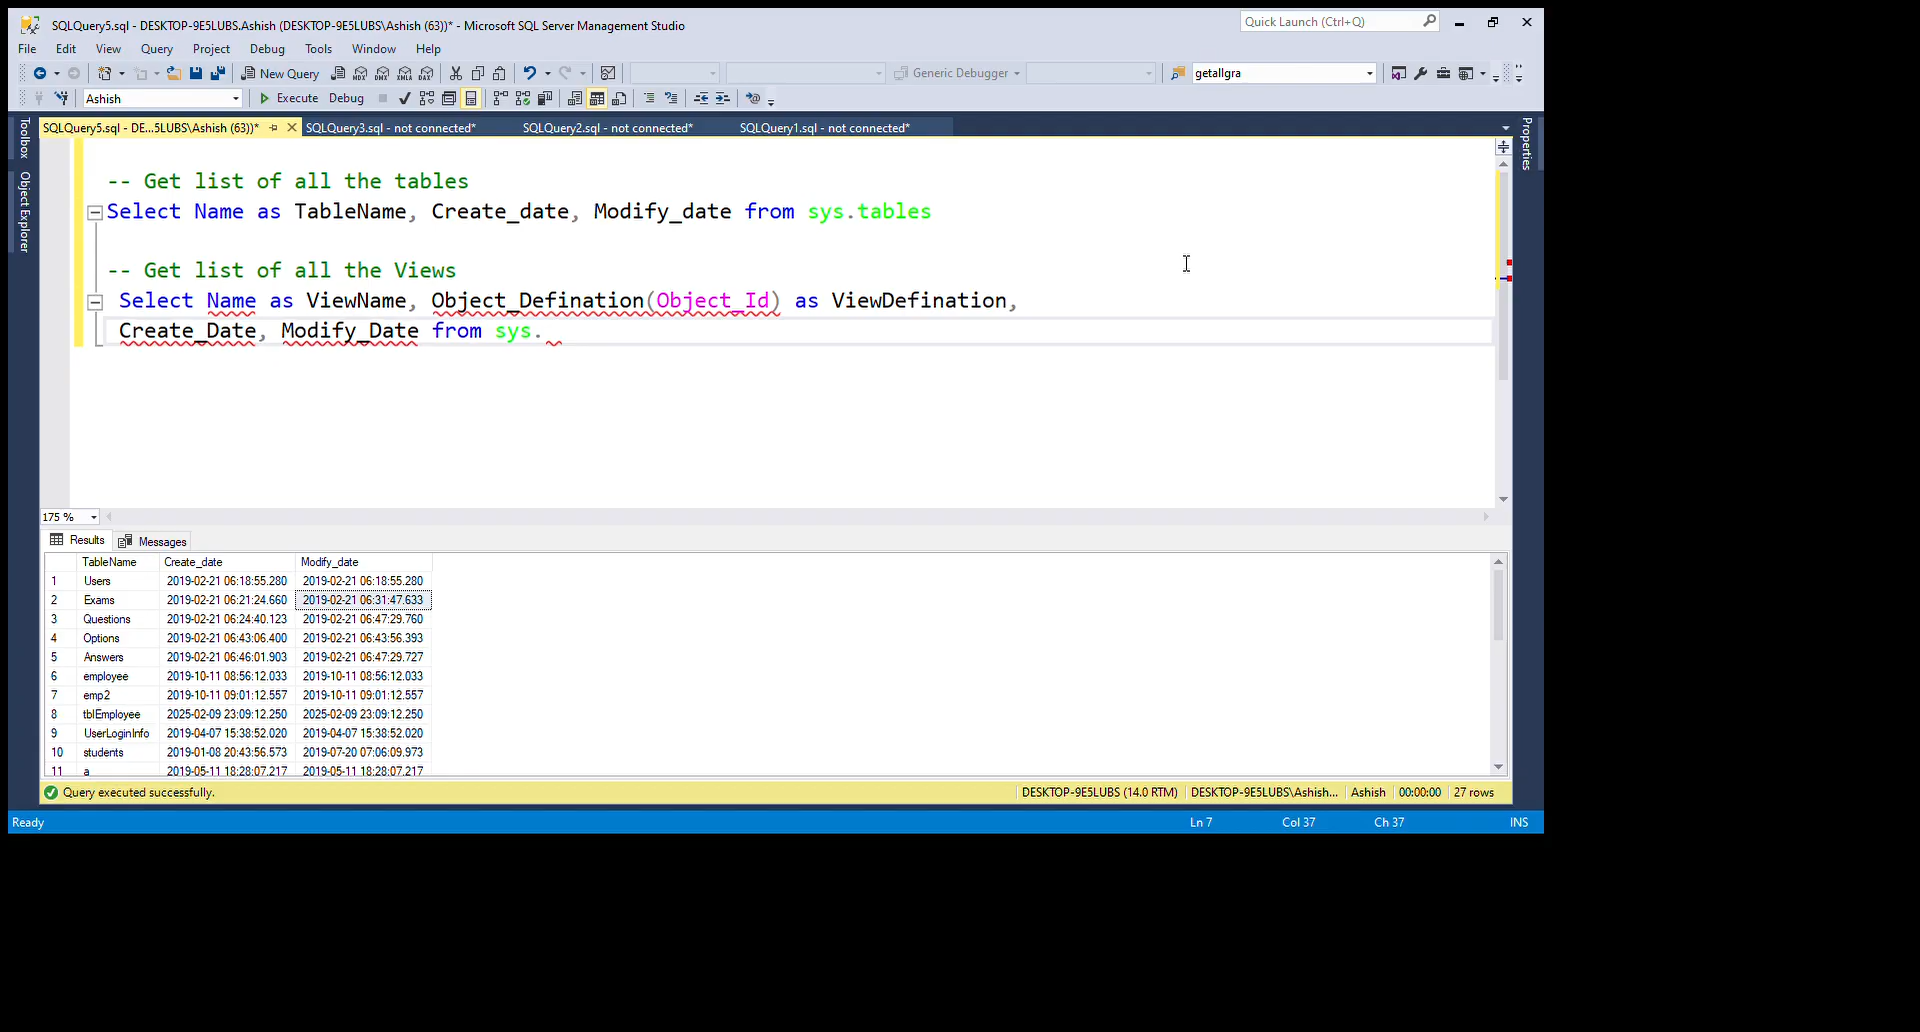 SQLQuery5.sql - DESKTOP-9E5LUBS.Ashish (DESKTOP-9E5LUBS\Ashish (63))* - Microsoft SQL Server Management Studio
Quick Launch (Ctrl+Q)
File Edit View Query Project Debug Tools Window Help
New Query MDX DMX XMLA DAX Generic Debugger getallgra
Ashish Execute Debug
SQLQuery5.sql - DE...5LUBS\Ashish (63))* SQLQuery3.sql - not connected* SQLQuery2.sql - not connected* SQLQuery1.sql - not connected*
Toolbox
Object Explorer
Properties
-- Get list of all the tables
Select Name as TableName, Create_date, Modify_date from sys.tables
-- Get list of all the Views
Select Name as ViewName, Object_Defination(Object_Id) as ViewDefination,
Create_Date, Modify_Date from sys.
175 %
Results Messages
TableName Create_date Modify_date
1 Users 2019-02-21 06:18:55.280 2019-02-21 06:18:55.280
2 Exams 2019-02-21 06:21:24.660 2019-02-21 06:31:47.633
3 Questions 2019-02-21 06:24:40.123 2019-02-21 06:47:29.760
4 Options 2019-02-21 06:43:06.400 2019-02-21 06:43:56.393
5 Answers 2019-02-21 06:46:01.903 2019-02-21 06:47:29.727
6 employee 2019-10-11 08:56:12.033 2019-10-11 08:56:12.033
7 emp2 2019-10-11 09:01:12.557 2019-10-11 09:01:12.557
8 tblEmployee 2025-02-09 23:09:12.250 2025-02-09 23:09:12.250
9 UserLoginInfo 2019-04-07 15:38:52.020 2019-04-07 15:38:52.020
10 students 2019-01-08 20:43:56.573 2019-07-20 07:06:09.973
11 a 2019-05-11 18:28:07.217 2019-05-11 18:28:07.217
Query executed successfully. DESKTOP-9E5LUBS (14.0 RTM) DESKTOP-9E5LUBS\Ashish... Ashish 00:00:00 27 rows
Ready Ln 7 Col 37 Ch 37 INS